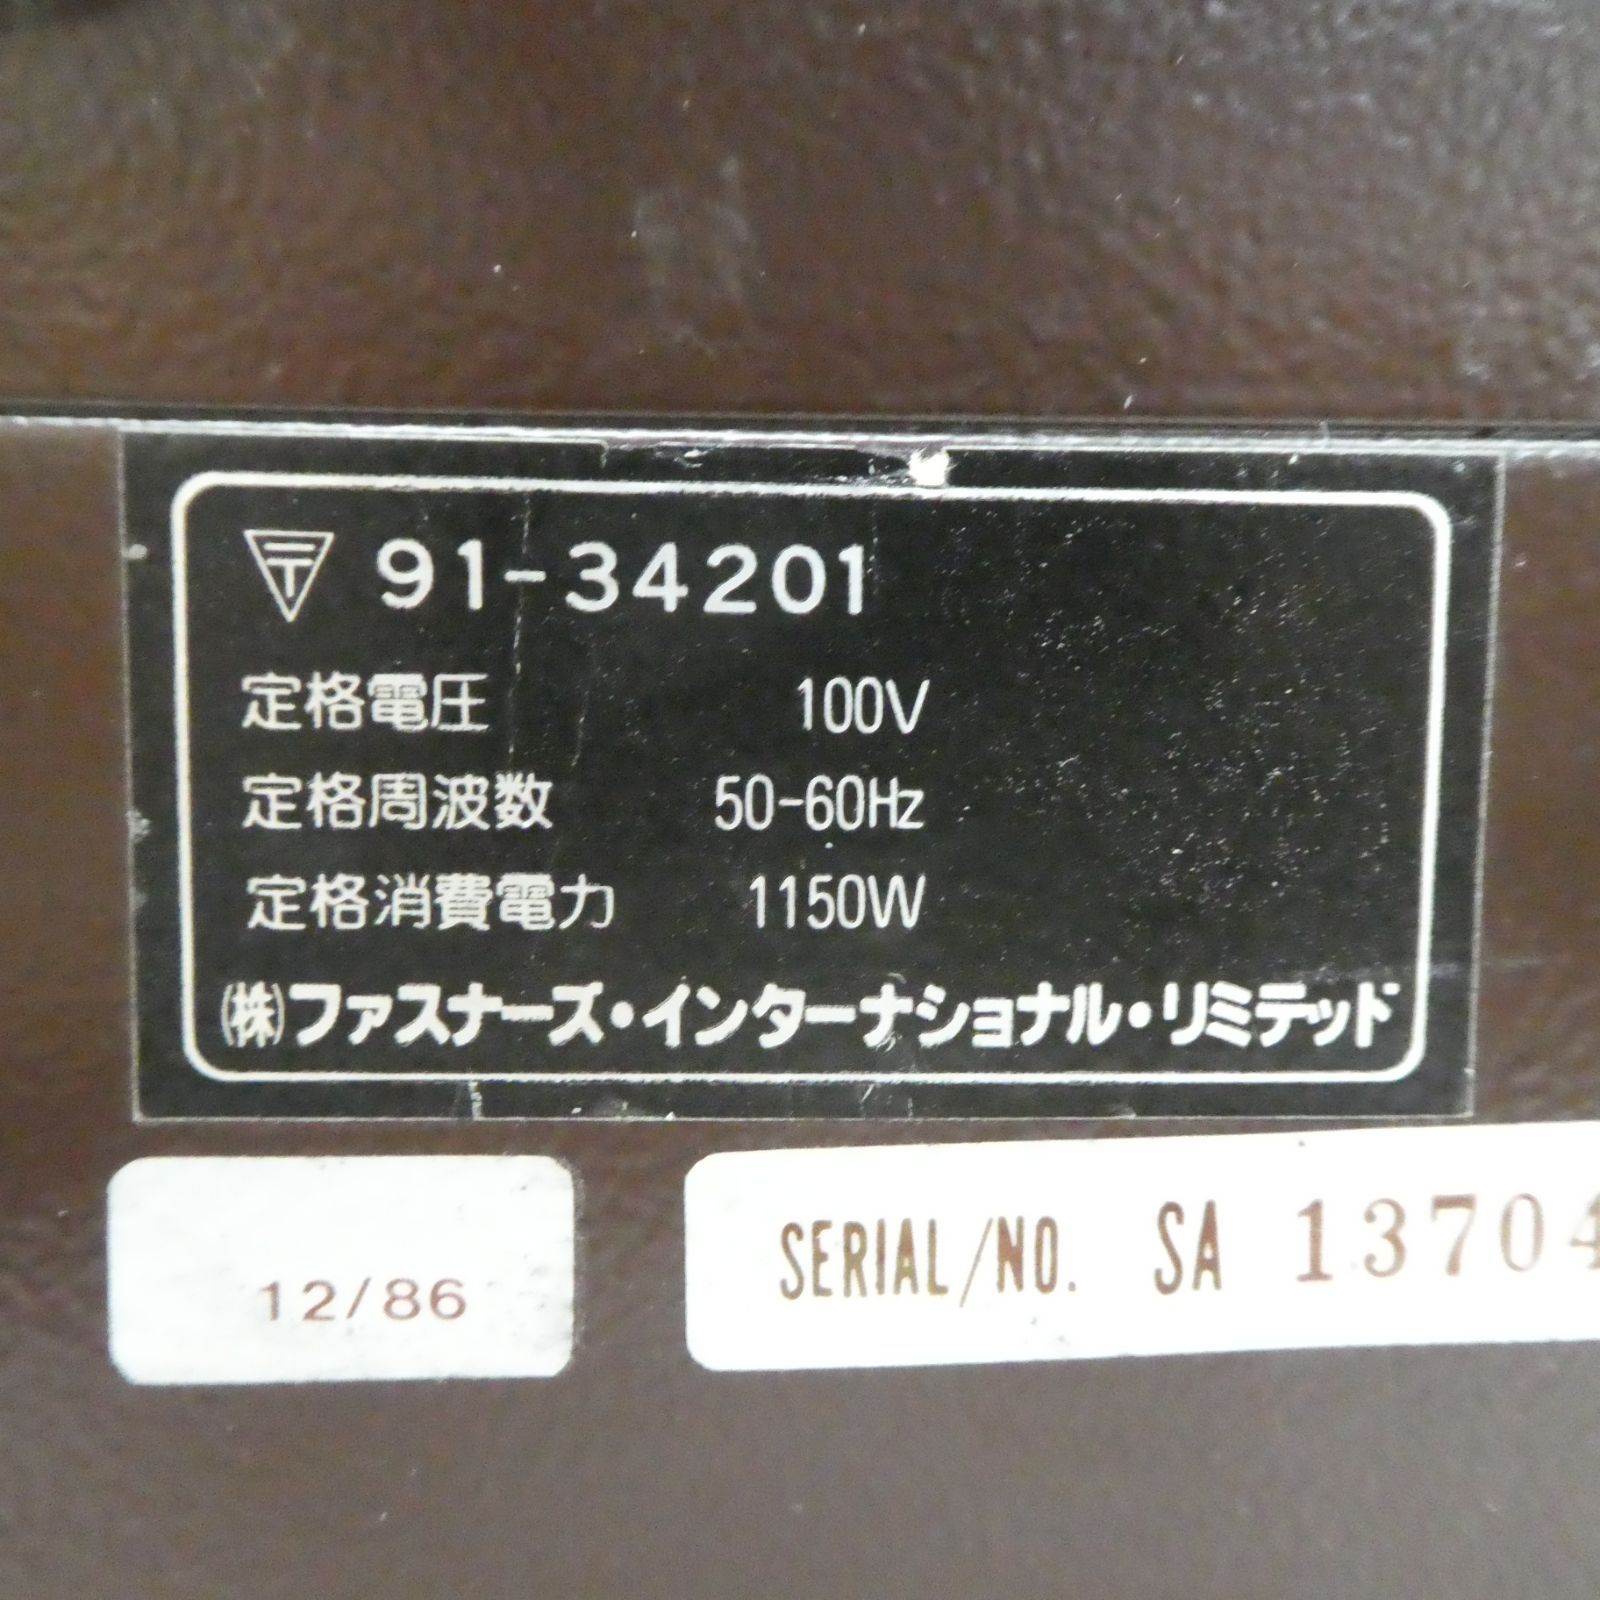 〒 91-34201
定格電圧 100V
定格周波数 50-60Hz
定格消費電力 1150W
(株)ファスナーズ・インターナショナル・リミテッド
12/86
SERIAL/NO. SA 13704